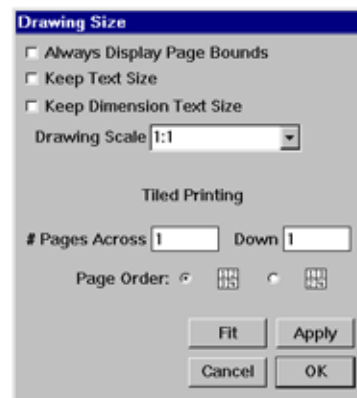 Drawing Size
Always Display Page Bounds
Keep Text Size
Keep Dimension Text Size
Drawing Scale 1:1
Tiled Printing
# Pages Across 1 Down 1
Page Order:
Fit Apply
Cancel OK